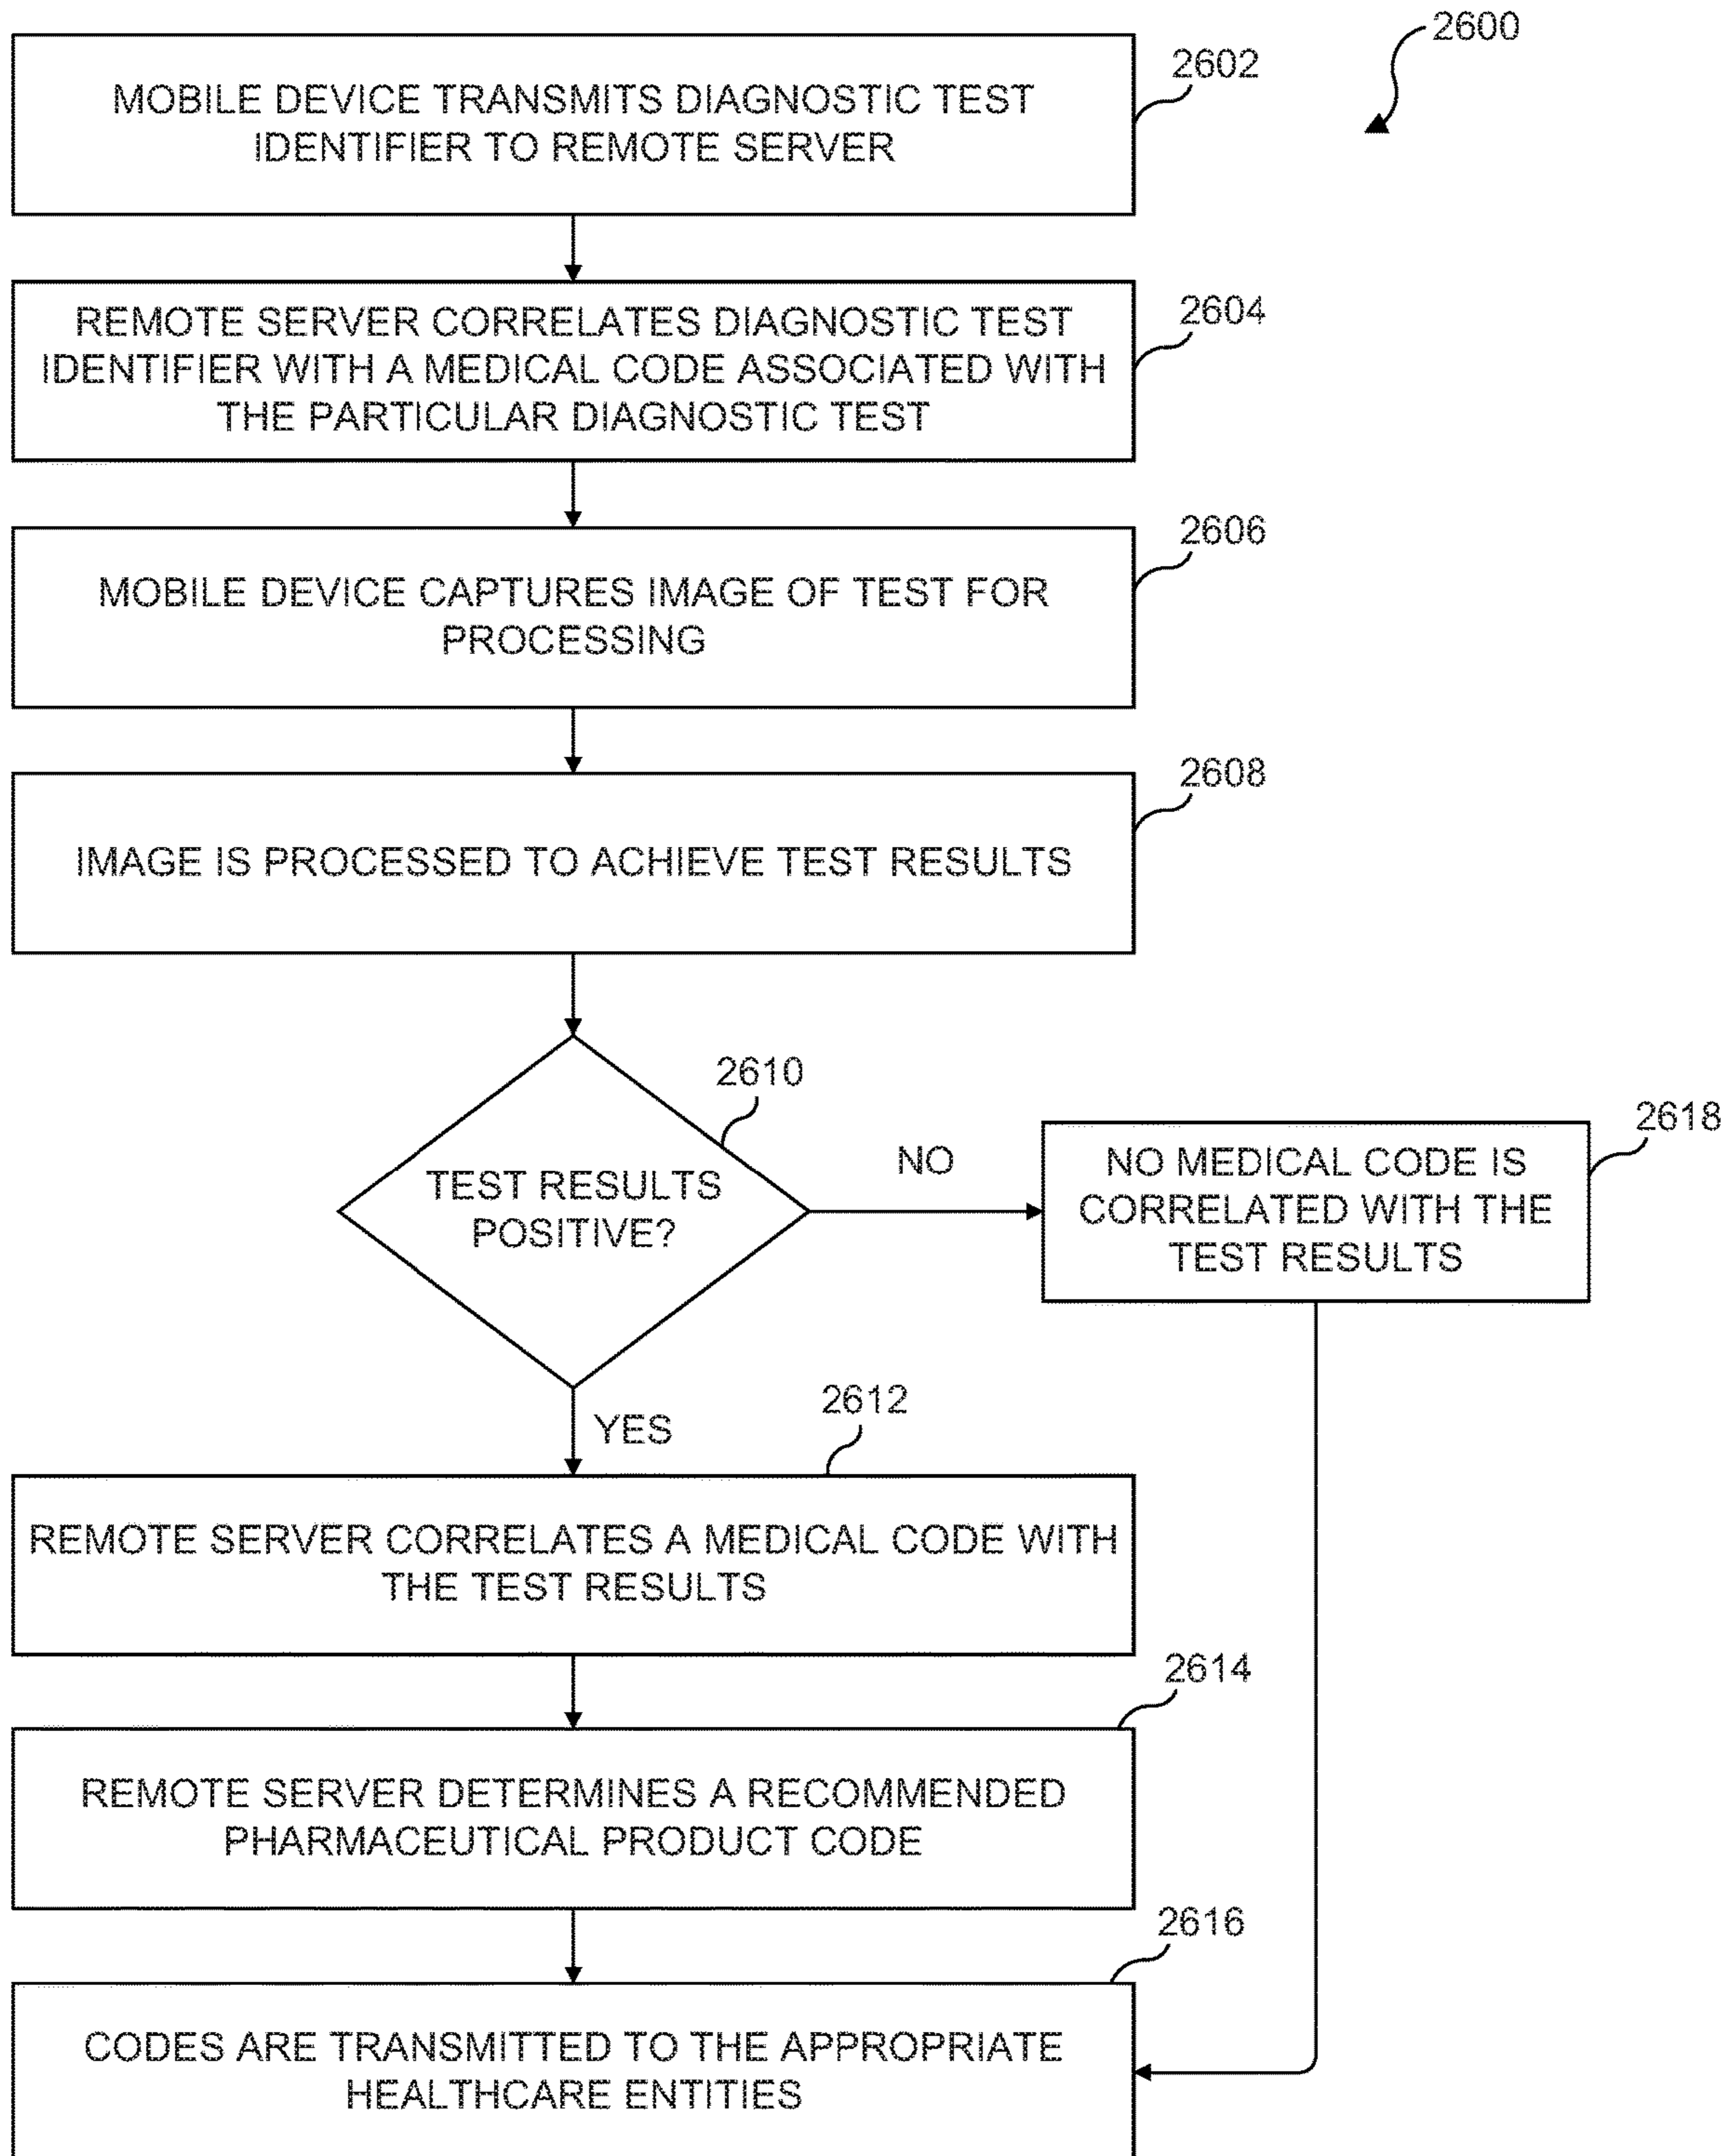 2600
2602
MOBILE DEVICE TRANSMITS DIAGNOSTIC TEST
IDENTIFIER TO REMOTE SERVER
2604
REMOTE SERVER CORRELATES DIAGNOSTIC TEST
IDENTIFIER WITH A MEDICAL CODE ASSOCIATED WITH
THE PARTICULAR DIAGNOSTIC TEST
2606
MOBILE DEVICE CAPTURES IMAGE OF TEST FOR
PROCESSING
2608
IMAGE IS PROCESSED TO ACHIEVE TEST RESULTS
2610
TEST RESULTS
POSITIVE?
NO
2618
NO MEDICAL CODE IS
CORRELATED WITH THE
TEST RESULTS
YES
2612
REMOTE SERVER CORRELATES A MEDICAL CODE WITH
THE TEST RESULTS
2614
REMOTE SERVER DETERMINES A RECOMMENDED
PHARMACEUTICAL PRODUCT CODE
2616
CODES ARE TRANSMITTED TO THE APPROPRIATE
HEALTHCARE ENTITIES